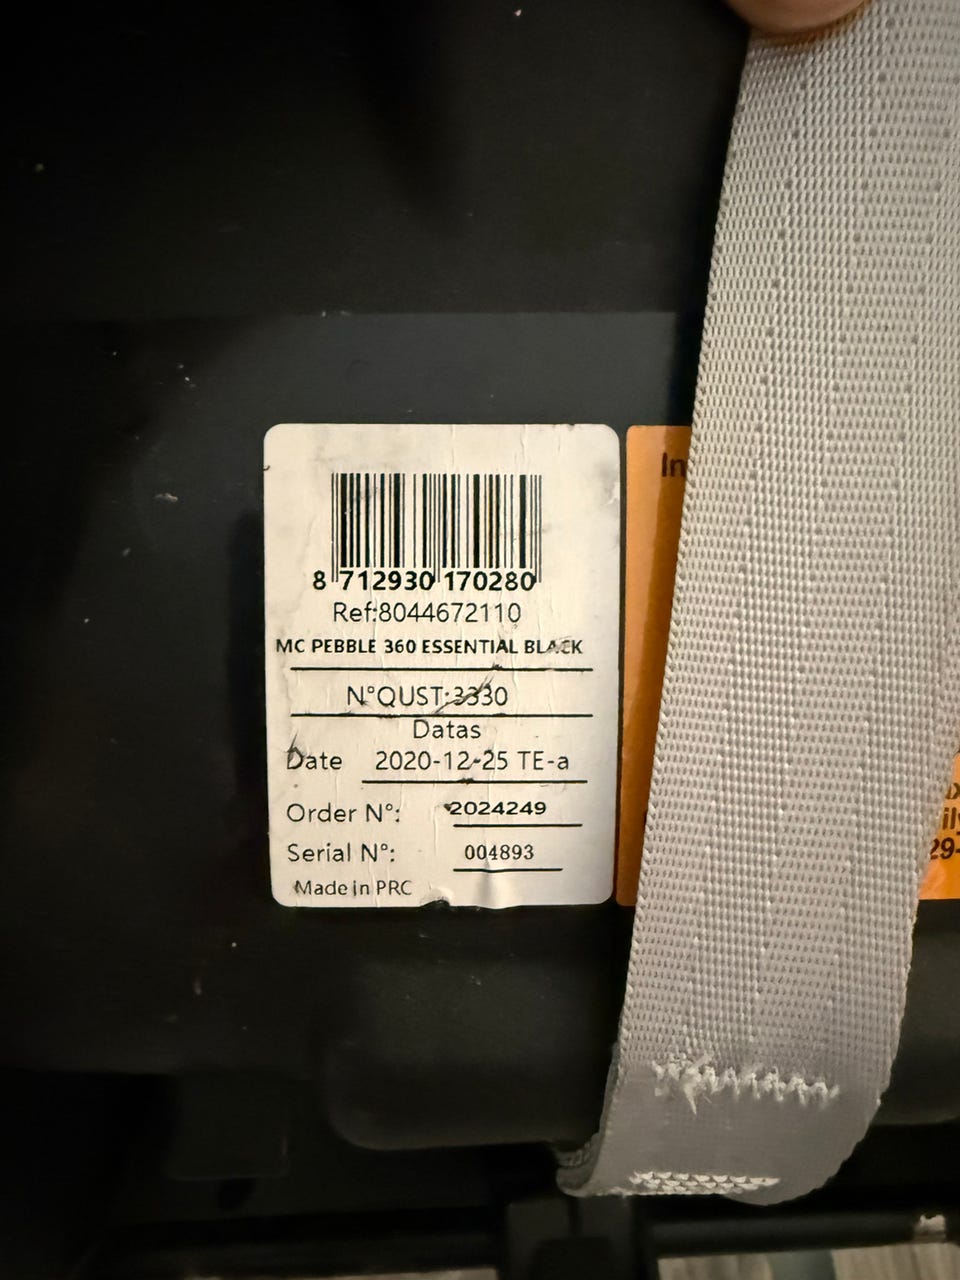 8 712930 170280
Ref:8044672110
MC PEBBLE 360 ESSENTIAL BLACK
N°QUST:3330
Datas
Date 2020-12-25 TE-a
Order N°: 2024249
Serial N°: 004893
Made in PRC